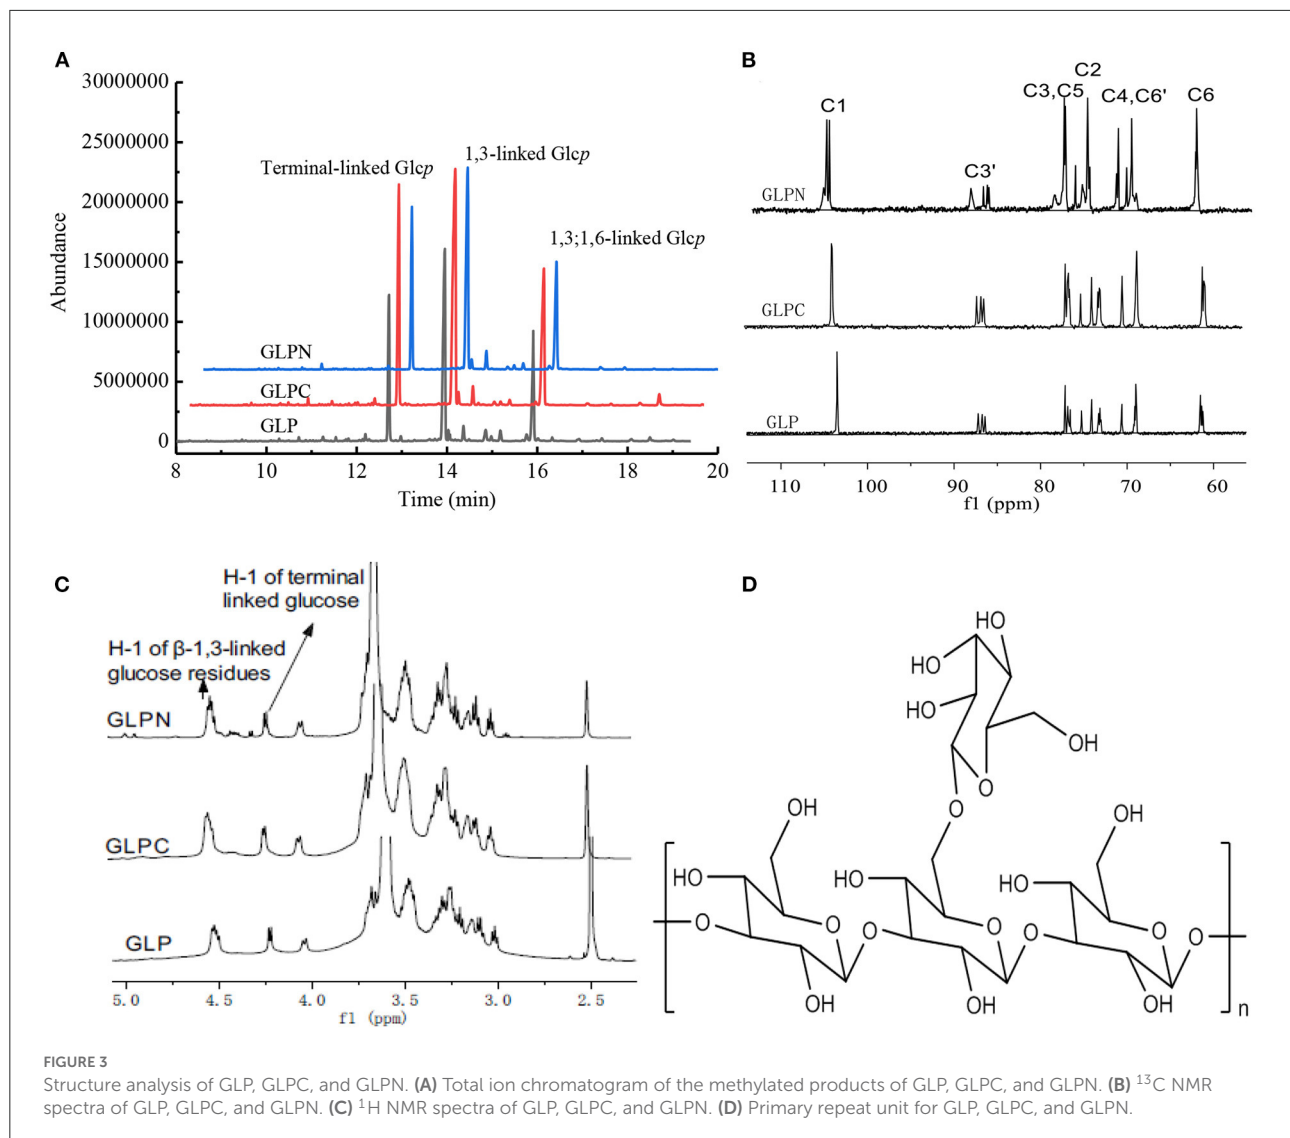 A
30000000
25000000
20000000
15000000
10000000
5000000
0
Abundance
Terminal-linked Glcp
1,3-linked Glcp
1,3;1,6-linked Glcp
GLPN
GLPC
GLP
8 10 12 14 16 18 20
Time (min)
B
C1
C3'
C3,C5
C2
C4,C6'
C6
GLPN
GLPC
GLP
110 100 90 80 70 60
f1 (ppm)
C
H-1 of terminal
linked glucose
H-1 of β-1,3-linked
glucose residues
GLPN
GLPC
GLP
5.0 4.5 4.0 3.5 3.0 2.5
f1 (ppm)
D
HO
HO
HO
OH
O
O
OH
OH
HO
HO
HO
O
O
O
O
O
O
O
OH
OH
OH
n
FIGURE 3
Structure analysis of GLP, GLPC, and GLPN. (A) Total ion chromatogram of the methylated products of GLP, GLPC, and GLPN. (B) ¹³C NMR
spectra of GLP, GLPC, and GLPN. (C) ¹H NMR spectra of GLP, GLPC, and GLPN. (D) Primary repeat unit for GLP, GLPC, and GLPN.